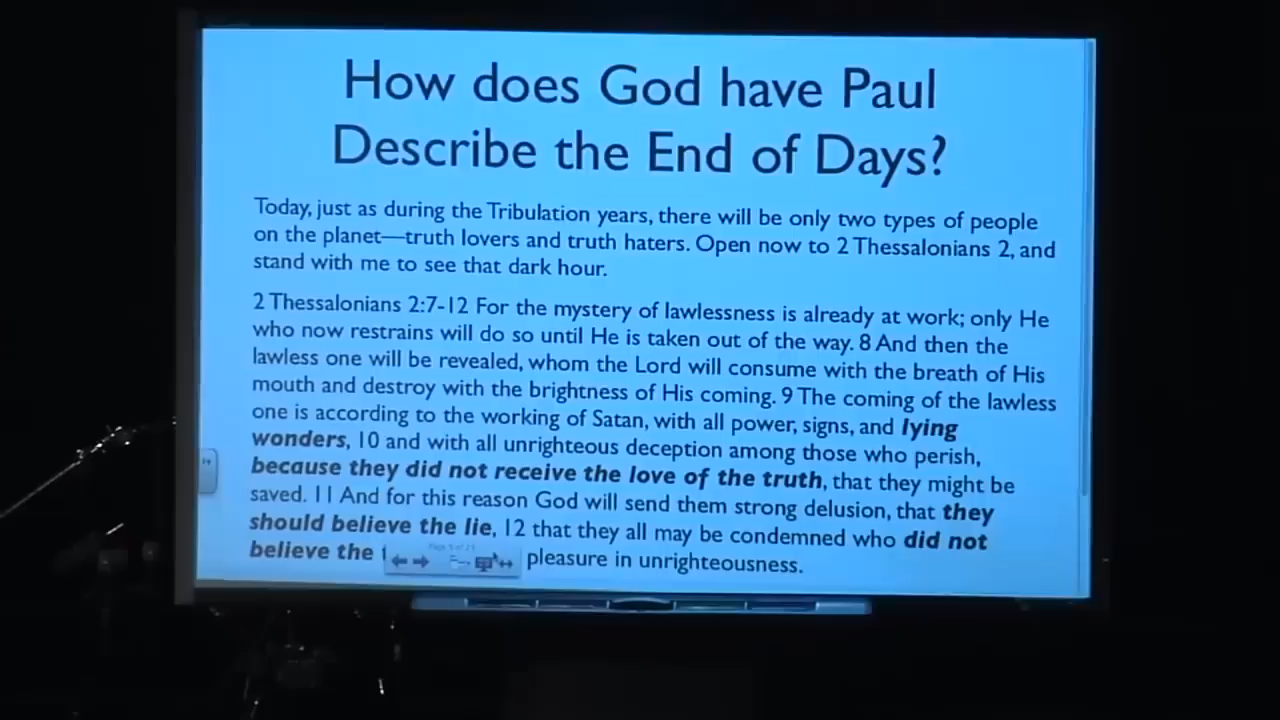 How does God have Paul
Describe the End of Days?
Today, just as during the Tribulation years, there will be only two types of people
on the planet—truth lovers and truth haters. Open now to 2 Thessalonians 2, and
stand with me to see that dark hour.
2 Thessalonians 2:7-12 For the mystery of lawlessness is already at work; only He
who now restrains will do so until He is taken out of the way. 8 And then the
lawless one will be revealed, whom the Lord will consume with the breath of His
mouth and destroy with the brightness of His coming. 9 The coming of the lawless
one is according to the working of Satan, with all power, signs, and lying
wonders, 10 and with all unrighteous deception among those who perish,
because they did not receive the love of the truth, that they might be
saved. 11 And for this reason God will send them strong delusion, that they
should believe the lie, 12 that they all may be condemned who did not
believe the pleasure in unrighteousness.